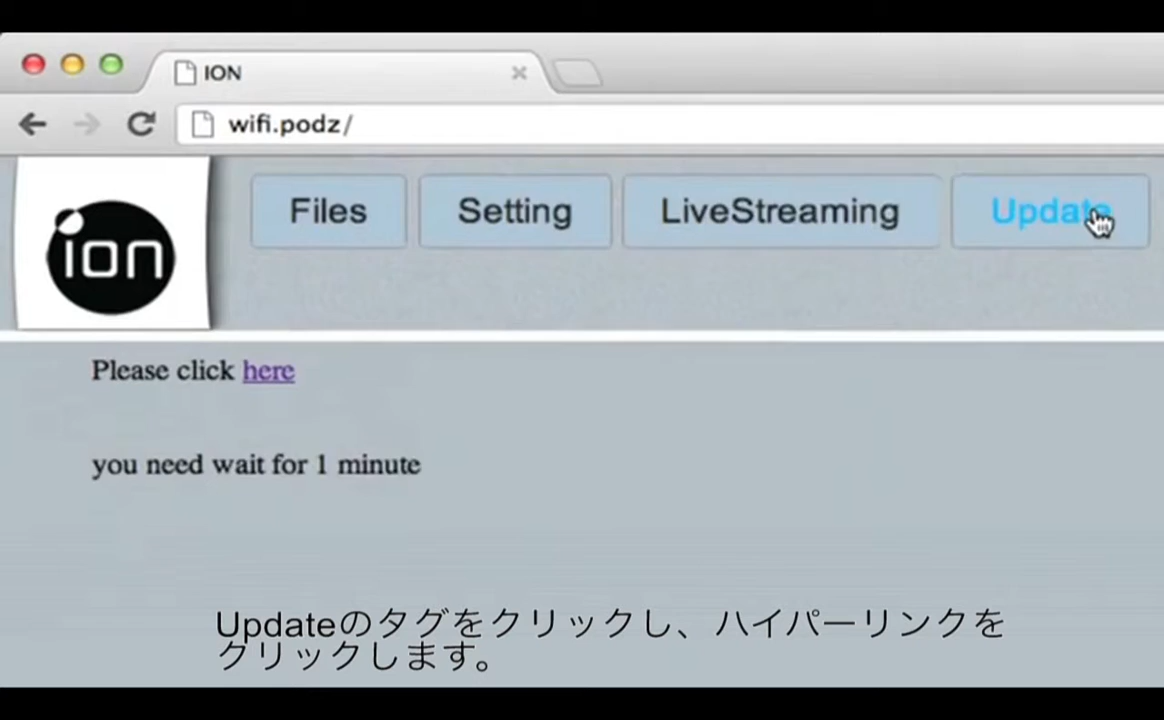 ION
wifi.podz/
ion
Files
Setting
LiveStreaming
Update
Please click here
you need wait for 1 minute
Updateのタグをクリックし、ハイパーリンクを
クリックします。